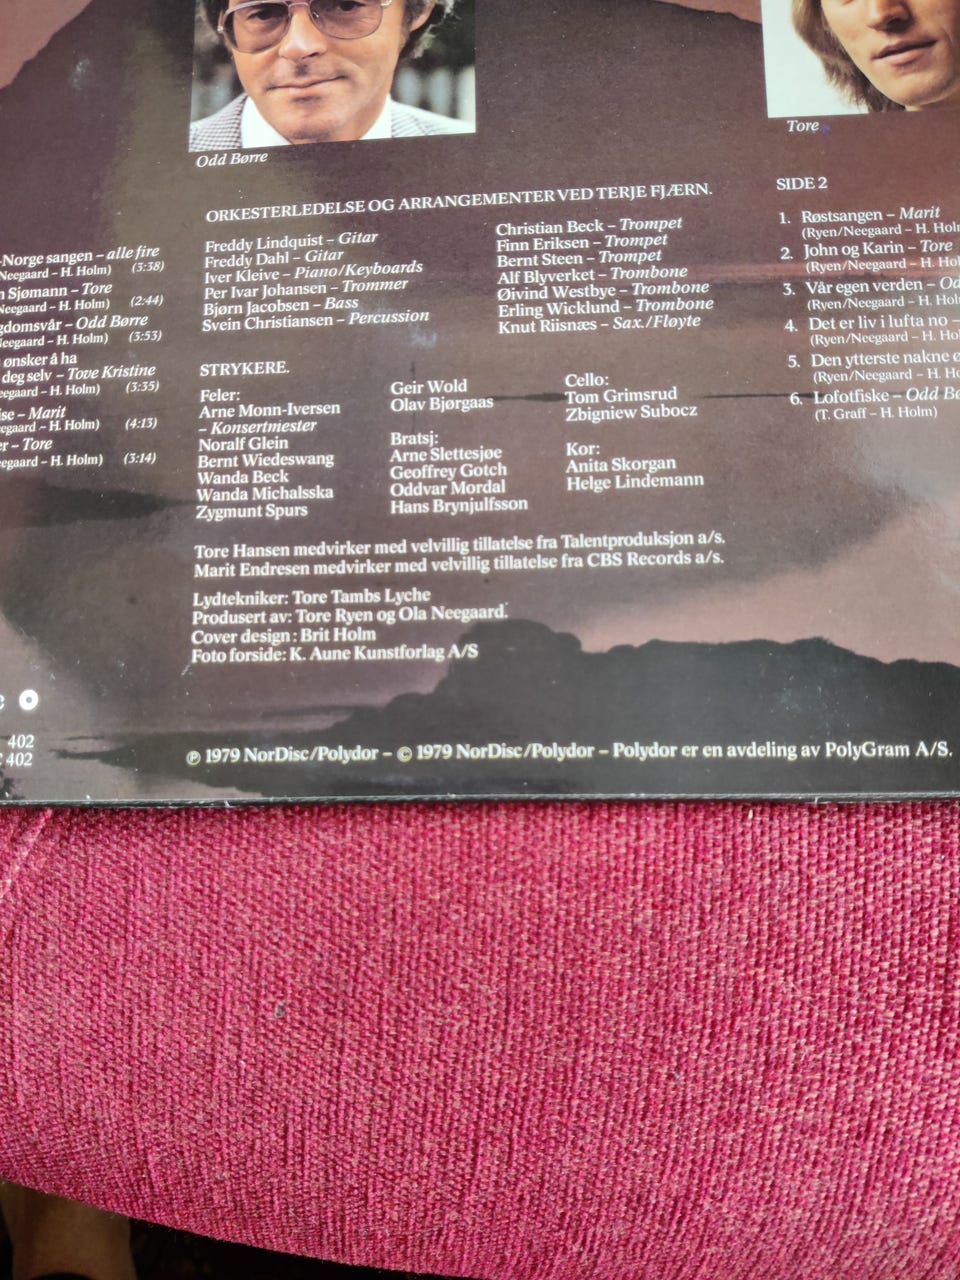 Odd Børre
Tore
ORKESTERLEDELSE OG ARRANGEMENTER VED TERJE FJÆRN.
Freddy Lindquist – Gitar
Freddy Dahl – Gitar
Iver Kleive – Piano/Keyboards
Per Ivar Johansen – Trommer
Bjørn Jacobsen – Bass
Svein Christiansen – Percussion
Christian Beck – Trompet
Finn Eriksen – Trompet
Bernt Steen – Trompet
Alf Blyverket – Trombone
Øivind Westbye – Trombone
Erling Wicklund – Trombone
Knut Riisnæs – Sax./Fløyte
-Norge sangen – alle fire
Neegaard – H. Holm) (3:38)
Sjømann – Tore
Neegaard – H. Holm) (2:44)
gdomsvår – Odd Børre
Neegaard – H. Holm) (3:53)
ønsker å ha
deg selv – Tove Kristine
Neegaard – H. Holm) (3:35)
se – Marit
egaard – H. Holm) (4:13)
er – Tore
egaard – H. Holm) (3:14)
STRYKERE.
Feler:
Arne Monn-Iversen
– Konsertmester
Noralf Glein
Bernt Wiedeswang
Wanda Beck
Wanda Michalsska
Zygmunt Spurs
Geir Wold
Olav Bjørgaas
Bratsj:
Arne Slettesjøe
Geoffrey Gotch
Oddvar Mordal
Hans Brynjulfsson
Cello:
Tom Grimsrud
Zbigniew Subocz
Kor:
Anita Skorgan
Helge Lindemann
SIDE 2
1. Røstsangen – Marit
(Ryen/Neegaard – H. Holm
2. John og Karin – Tore
(Ryen/Neegaard – H. Hol
3. Vår egen verden – Od
(Ryen/Neegaard – H. Ho
4. Det er liv i lufta no –
(Ryen/Neegaard – H. Ho
5. Den ytterste nakne ø
(Ryen/Neegaard – H. Ho
6. Lofotfiske – Odd Bø
(T. Graff – H. Holm)
Tore Hansen medvirker med velvillig tillatelse fra Talentproduksjon a/s.
Marit Endresen medvirker med velvillig tillatelse fra CBS Records a/s.
Lydtekniker: Tore Tambs Lyche
Produsert av: Tore Ryen og Ola Neegaard.
Cover design: Brit Holm
Foto forside: K. Aune Kunstforlag A/S
402
402
℗ 1979 NorDisc/Polydor – © 1979 NorDisc/Polydor – Polydor er en avdeling av PolyGram A/S.